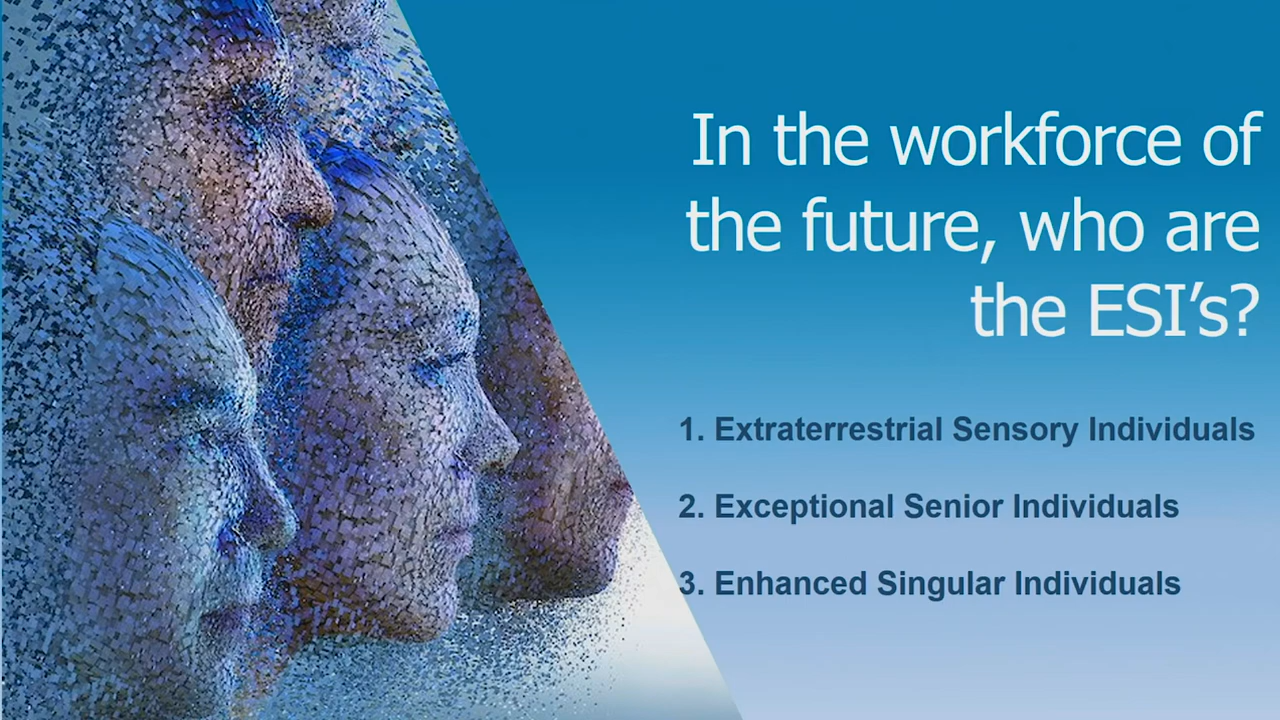 In the workforce of
the future, who are
the ESI’s?
1. Extraterrestrial Sensory Individuals
2. Exceptional Senior Individuals
3. Enhanced Singular Individuals